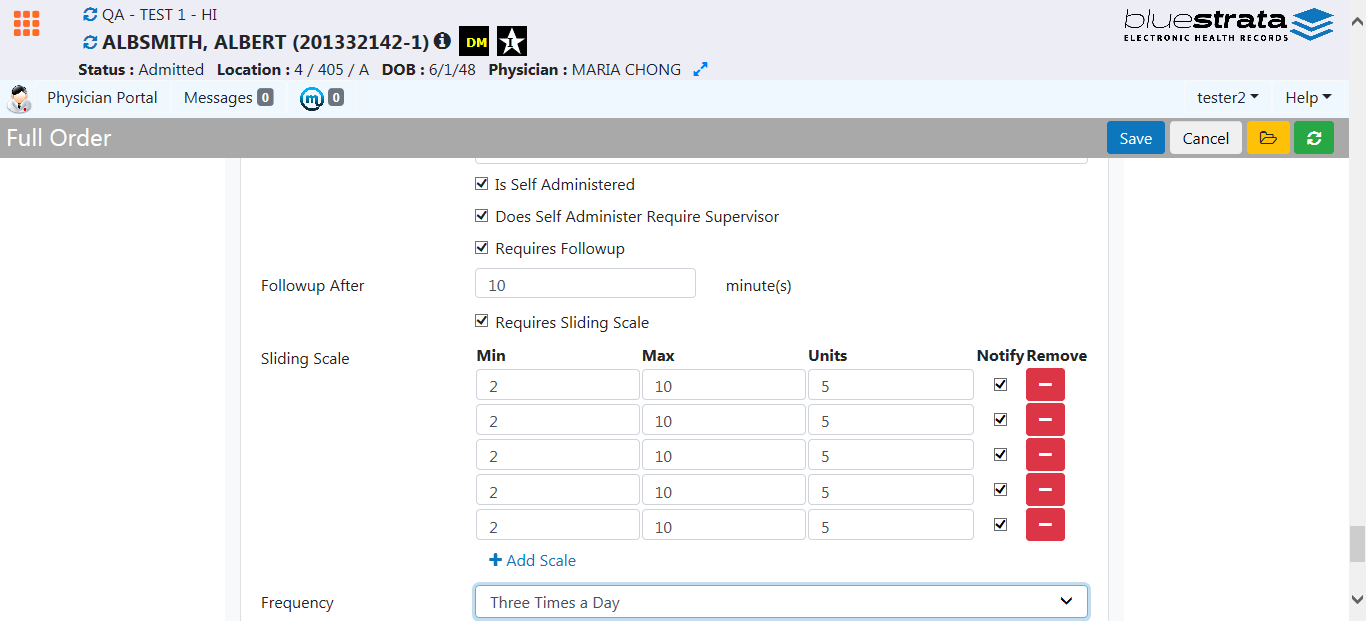 QA - TEST 1 - HI
bluestrata
ELECTRONIC HEALTH RECORDS
ALBSMITH, ALBERT (201332142-1) DM 1
Status : Admitted Location : 4 / 405 / A DOB : 6/1/48 Physician : MARIA CHONG
Physician Portal Messages 0 m 0 tester2 Help
Full Order Save Cancel
Is Self Administered
Does Self Administer Require Supervisor
Requires Followup
Followup After 10 minute(s)
Requires Sliding Scale
Sliding Scale Min Max Units Notify Remove
2 10 5
2 10 5
2 10 5
2 10 5
2 10 5
Add Scale
Frequency Three Times a Day